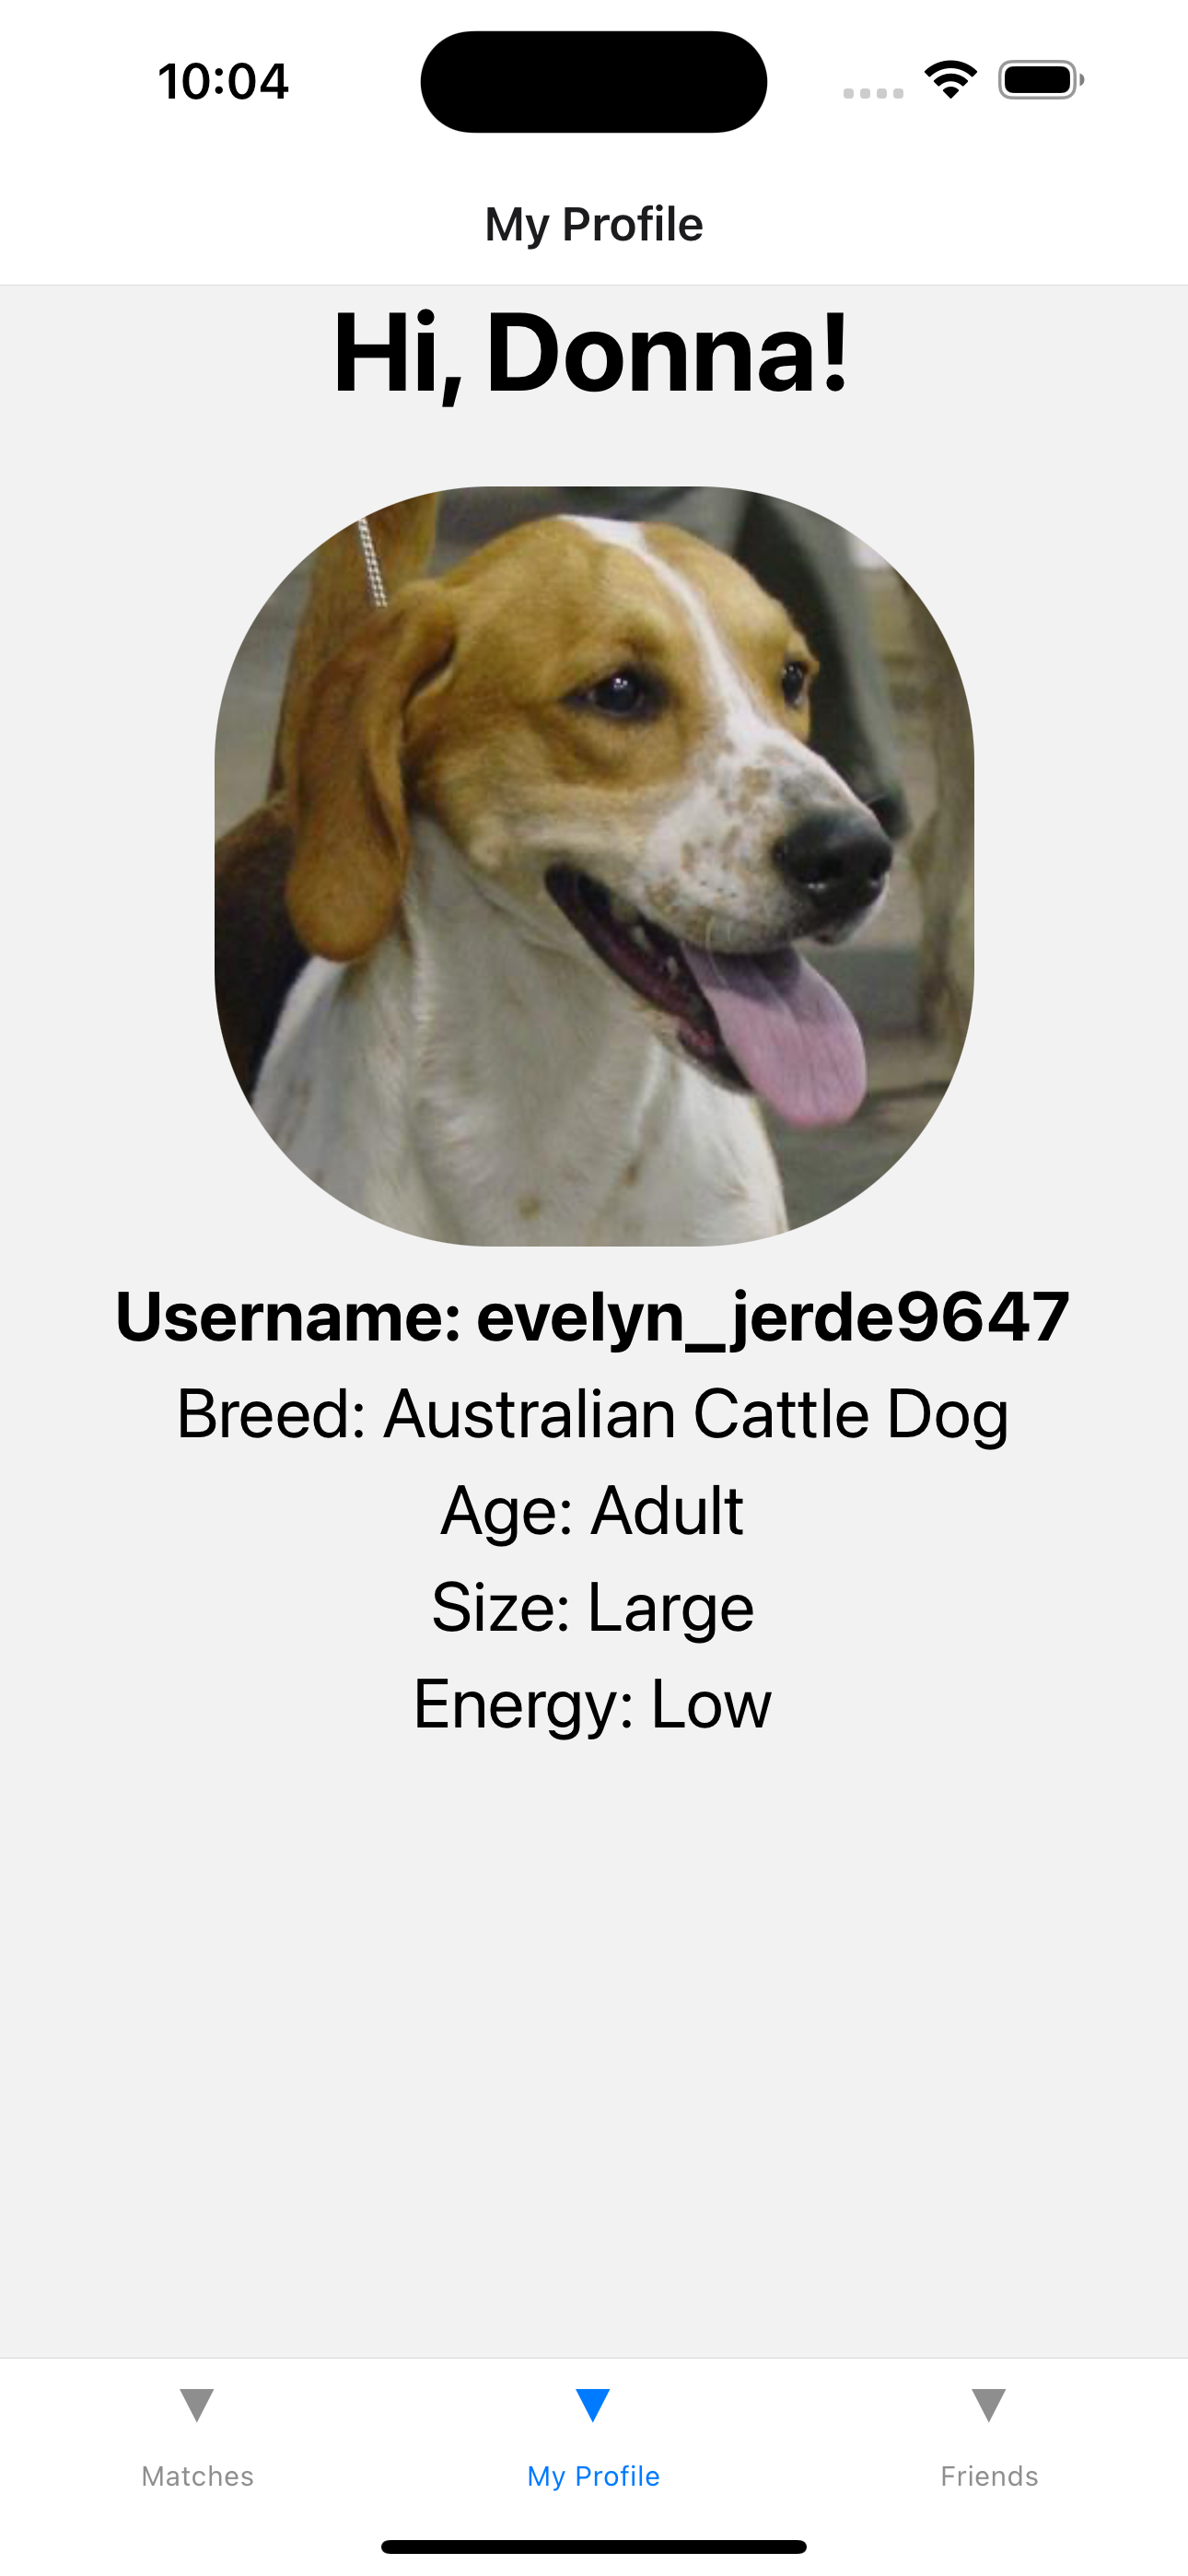 10:04
My Profile
Hi, Donna!
Username: evelyn_jerde9647
Breed: Australian Cattle Dog
Age: Adult
Size: Large
Energy: Low
Matches
My Profile
Friends